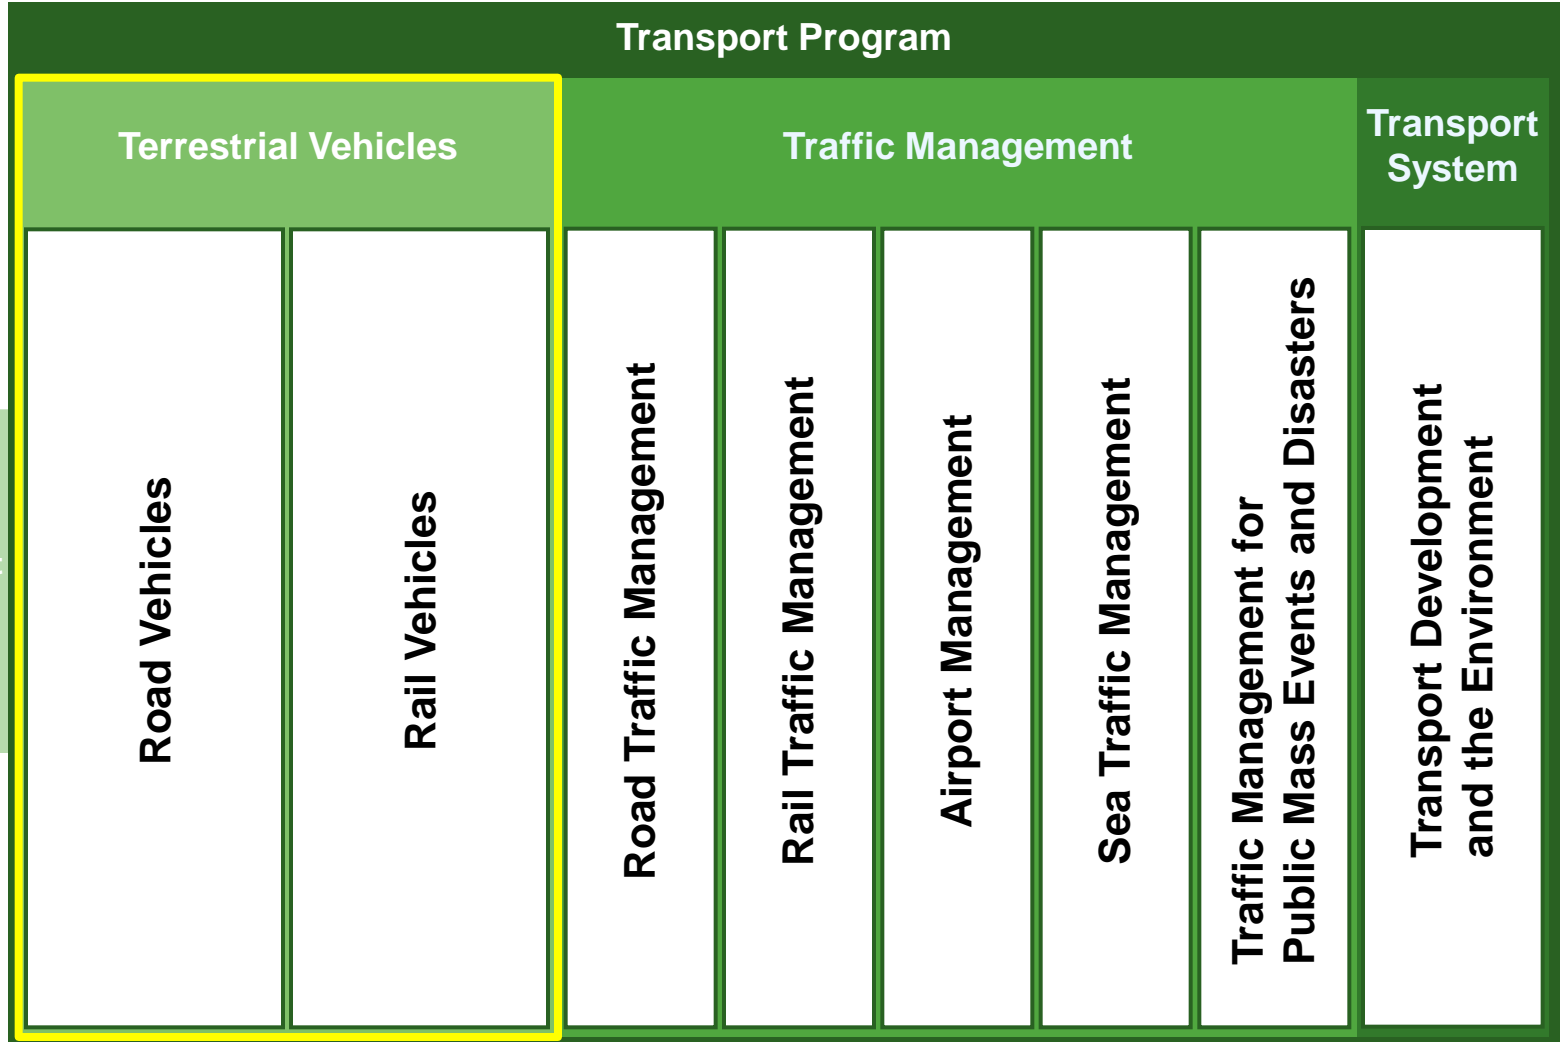 Transport Program
Terrestrial Vehicles
Traffic Management
Transport
System
Road Vehicles
Rail Vehicles
Road Traffic Management
Rail Traffic Management
Airport Management
Sea Traffic Management
Traffic Management for
Public Mass Events and Disasters
Transport Development
and the Environment